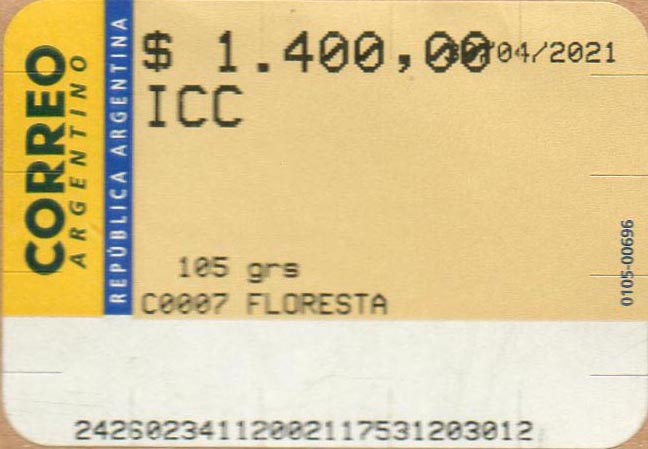 CORREO
ARGENTINO
REPÚBLICA ARGENTINA
$ 1.400,00
/04/2021
ICC
105 grs
C0007 FLORESTA
0105-00696
24260234112002117531203012